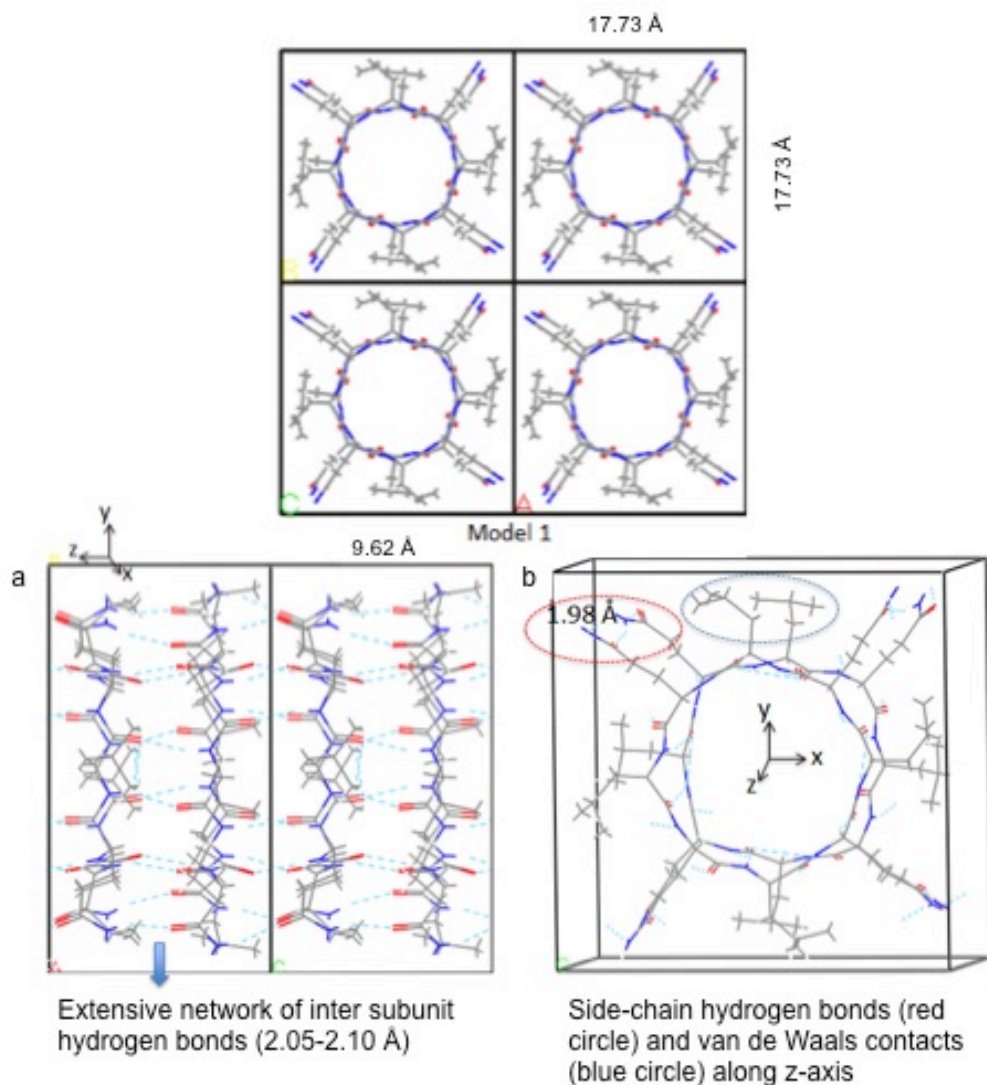 17.73 Å
17.73 Å
B
C
A
Model 1
y
z
x
9.62 Å
a
b
1.98 Å
y
x
z
C
Extensive network of inter subunit
hydrogen bonds (2.05-2.10 Å)
Side-chain hydrogen bonds (red
circle) and van de Waals contacts
(blue circle) along z-axis